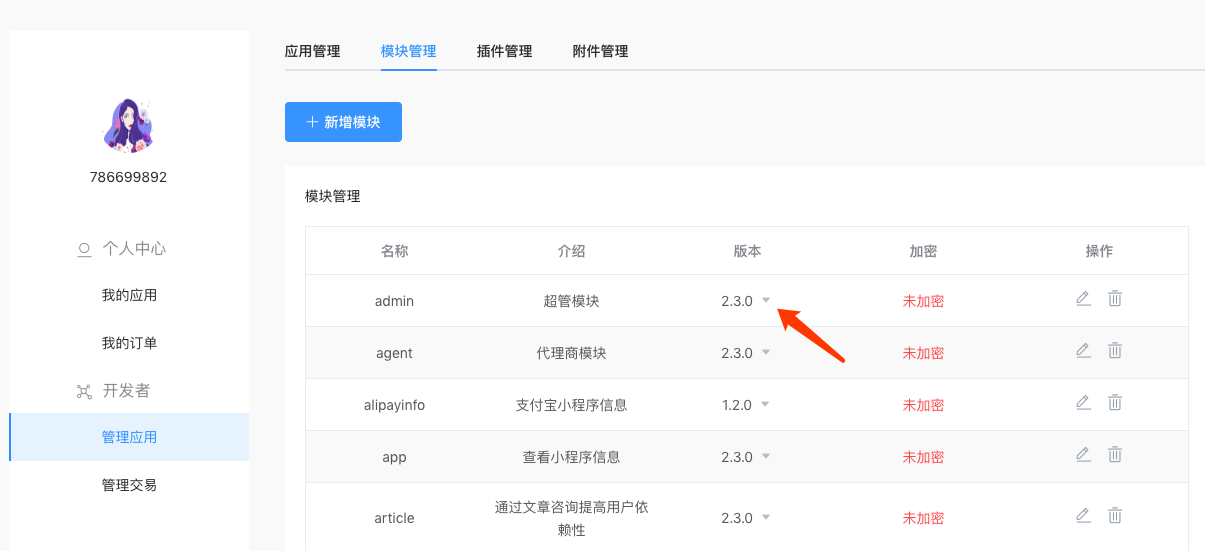 应用管理 模块管理 插件管理 附件管理
新增模块
786699892
模块管理
个人中心
名称 介绍 版本 加密 操作
我的应用
admin 超管模块 2.3.0 未加密
我的订单
agent 代理商模块 2.3.0 未加密
开发者
alipayinfo 支付宝小程序信息 1.2.0 未加密
管理应用
app 查看小程序信息 2.3.0 未加密
管理交易
article 通过文章咨询提高用户依 2.3.0 未加密
赖性